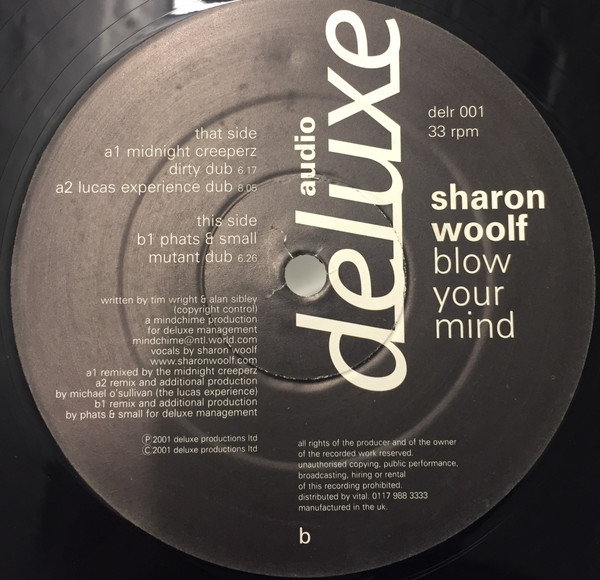 that side
a1 midnight creeperz
dirty dub 6.17
a2 lucas experience dub 8.05
this side
b1 phats & small
mutant dub 6.26
written by tim wright & alan sibley
(copyright control)
a mindchime production
for deluxe management
mindchime@ntl.world.com
vocals by sharon woolf
www.sharonwoolf.com
a1 remixed by the midnight creeperz
a2 remix and additional production
by michael o'sullivan (the lucas experience)
b1 remix and additional production
by phats & small for deluxe management
Ⓟ2001 deluxe productions ltd
©2001 deluxe productions ltd
audio
deluxe
delr 001
33 rpm
sharon
woolf
blow
your
mind
all rights of the producer and of the owner
of the recorded work reserved.
unauthorised copying, public performance,
broadcasting, hiring or rental
of this recording prohibited.
distributed by vital. 0117 988 3333
manufactured in the uk.
b